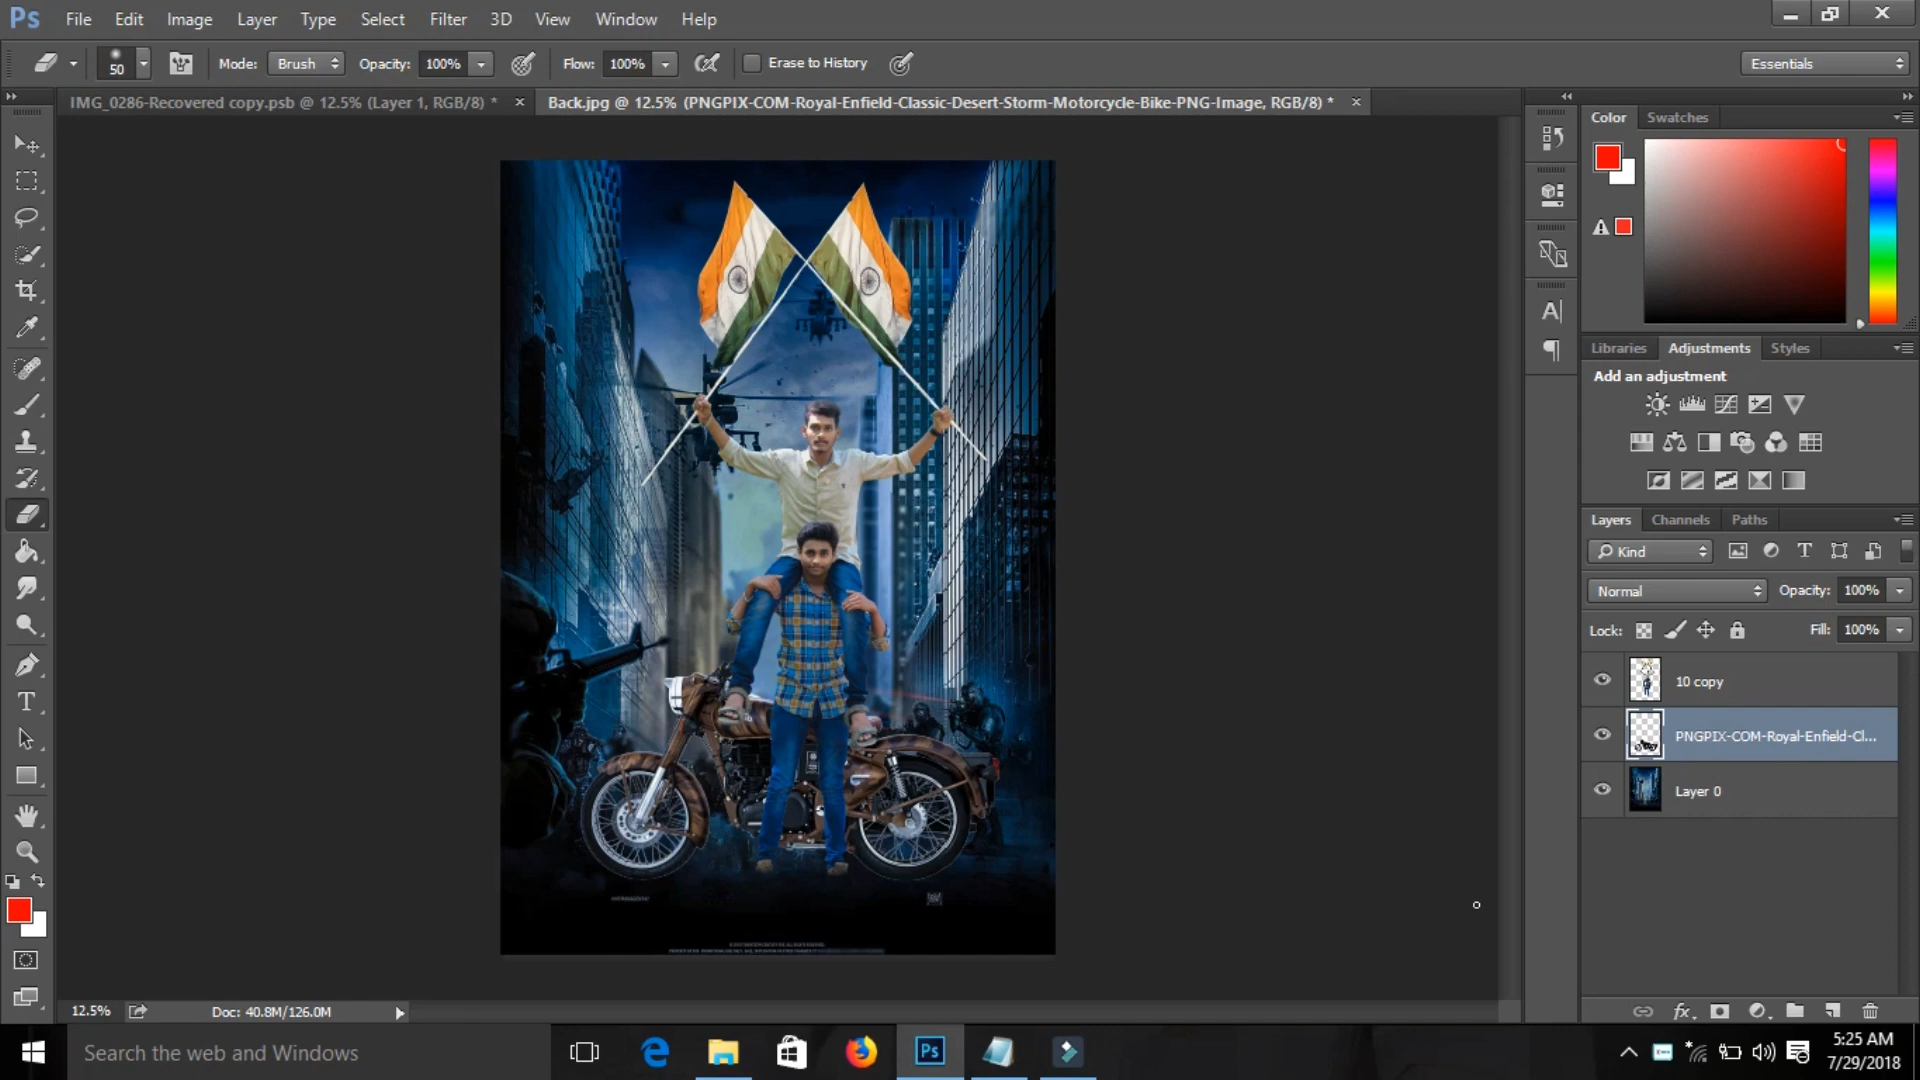 Ps File Edit Image Layer Type Select Filter 3D View Window Help
50 Mode: Brush Opacity: 100% Flow: 100% Erase to History Essentials
IMG_0286-Recovered copy.psb @ 12.5% (Layer 1, RGB/8) * × Back.jpg @ 12.5% (PNGPIX-COM-Royal-Enfield-Classic-Desert-Storm-Motorcycle-Bike-PNG-Image, RGB/8) * ×
Color Swatches
Libraries Adjustments Styles
Add an adjustment
Layers Channels Paths
Kind
Normal Opacity: 100%
Lock: Fill: 100%
10 copy
PNGPIX-COM-Royal-Enfield-Cl...
Layer 0
12.5% Doc: 40.8M/126.0M
Search the web and Windows
Ps
5:25 AM
7/29/2018